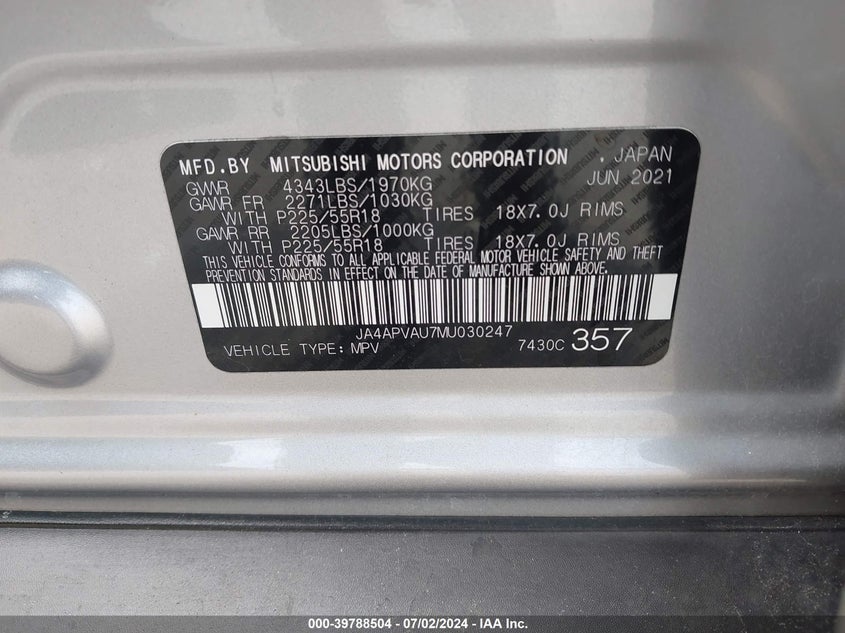 MFD.BY MITSUBISHI MOTORS CORPORATION . JAPAN
GVWR 4343LBS/1970KG JUN 2021
GAWR FR 2271LBS/1030KG
WITH P225/55R18 TIRES 18X7.0J RIMS
GAWR RR 2205LBS/1000KG
WITH P225/55R18 TIRES 18X7.0J RIMS
THIS VEHICLE CONFORMS TO ALL APPLICABLE FEDERAL MOTOR VEHICLE SAFETY AND THEFT
PREVENTION STANDARDS IN EFFECT ON THE DATE OF MANUFACTURE SHOWN ABOVE.
JA4APVAU7MU030247
VEHICLE TYPE: MPV 7430C 357
000-39788504 - 07/02/2024 - IAA Inc.